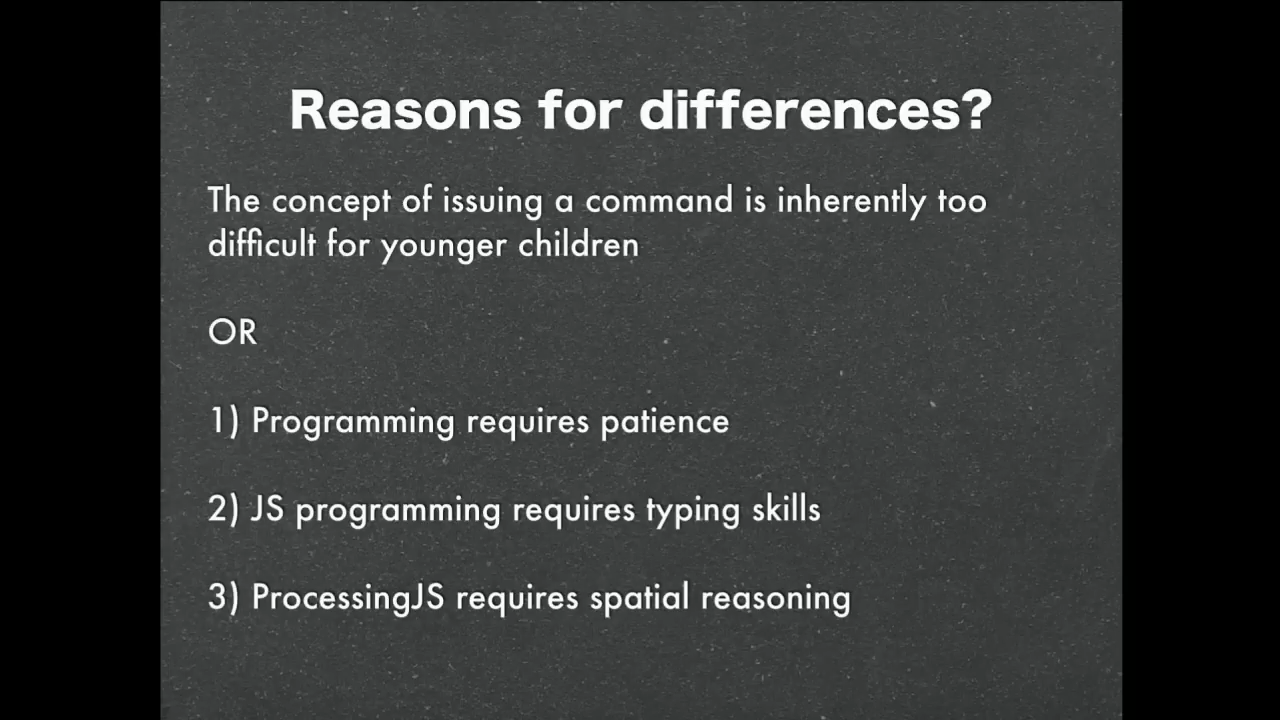 Reasons for differences?
The concept of issuing a command is inherently too
difficult for younger children
OR
1) Programming requires patience
2) JS programming requires typing skills
3) ProcessingJS requires spatial reasoning